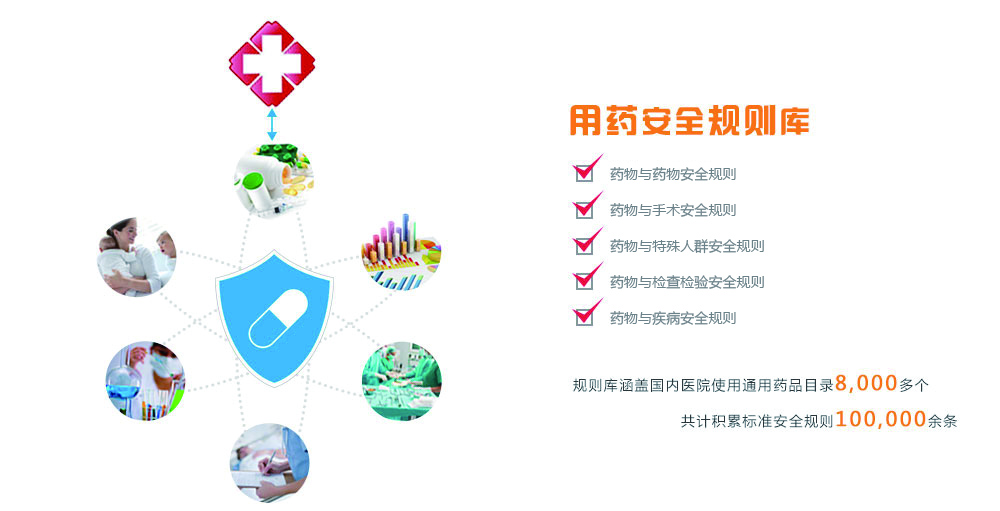 用药安全规则库
药物与药物安全规则
药物与手术安全规则
药物与特殊人群安全规则
药物与检查检验安全规则
药物与疾病安全规则
规则库涵盖国内医院使用通用药品目录8,000多个
共计积累标准安全规则100,000余条